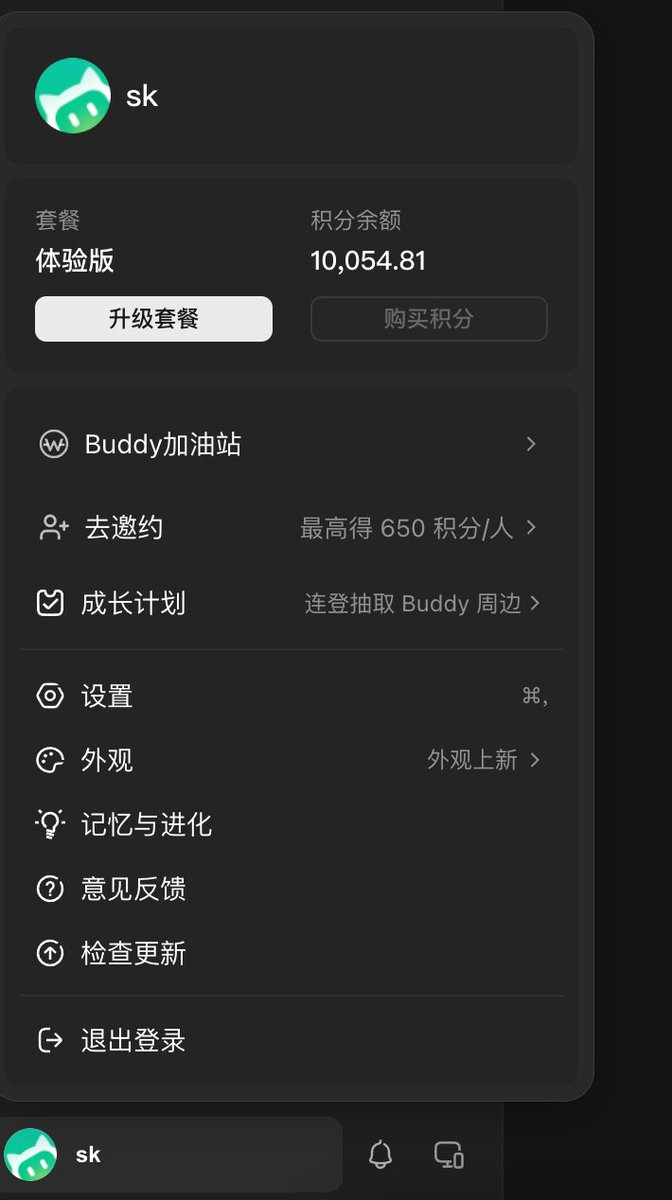 sk
套餐
积分余额
体验版
10,054.81
升级套餐
购买积分
Buddy加油站
去邀约
最高得 650 积分/人
成长计划
连登抽取 Buddy 周边
设置
⌘,
外观
外观上新
记忆与进化
意见反馈
检查更新
退出登录
sk